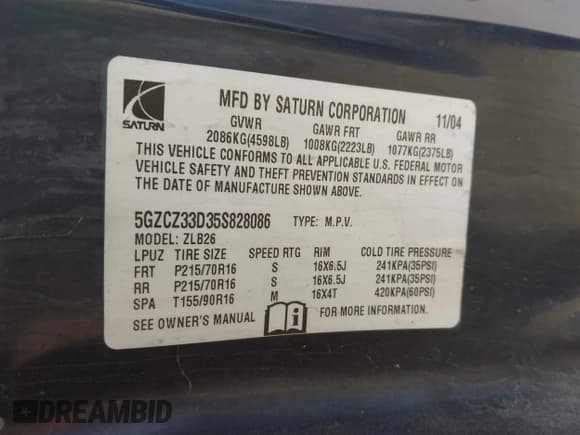 SATURN
MFD BY SATURN CORPORATION 11/04
GVWR GAWR FRT GAWR RR
2086KG(4598LB) 1008KG(2223LB) 1077KG(2375LB)
THIS VEHICLE CONFORMS TO ALL APPLICABLE U.S. FEDERAL MOTOR
VEHICLE SAFETY AND THEFT PREVENTION STANDARDS IN EFFECT ON
THE DATE OF MANUFACTURE SHOWN ABOVE.
5GZCZ33D35S828086 TYPE: M.P.V.
MODEL: ZLB26
LPUZ TIRE SIZE SPEED RTG RIM COLD TIRE PRESSURE
FRT P215/70R16 S 16X6.5J 241KPA(35PSI)
RR P215/70R16 S 16X6.5J 241KPA(35PSI)
SPA T155/90R16 M 16X4T 420KPA(60PSI)
SEE OWNER'S MANUAL i FOR MORE INFORMATION.
DREAMBID